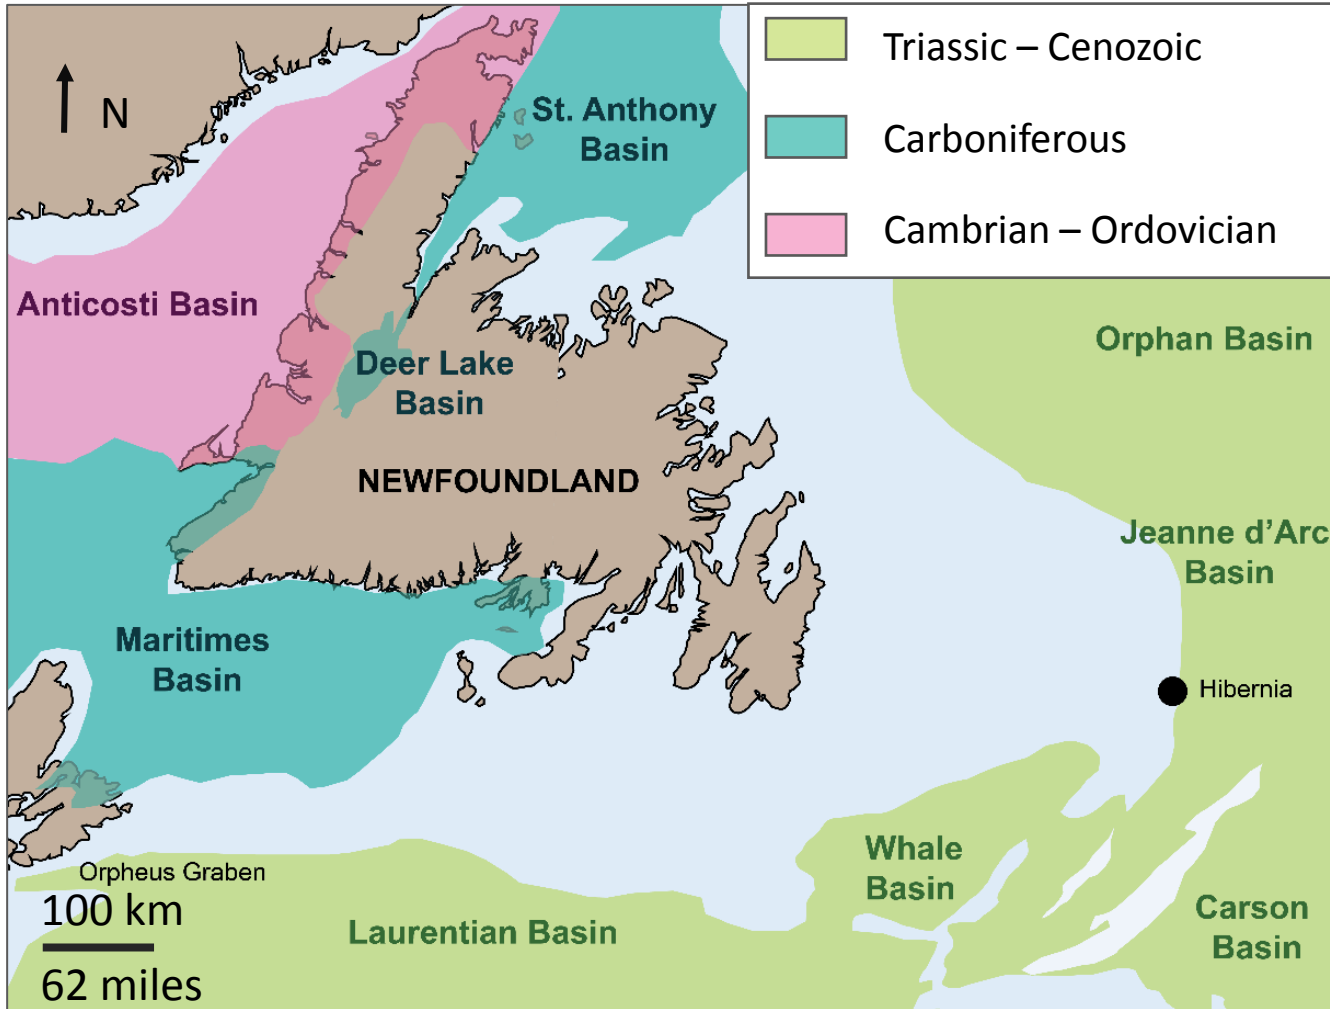 Triassic – Cenozoic
Carboniferous
Cambrian – Ordovician
N
St. Anthony
Basin
Anticosti Basin
Orphan Basin
Deer Lake
Basin
NEWFOUNDLAND
Jeanne d'Arc
Basin
Maritimes
Basin
Hibernia
Whale
Basin
Orpheus Graben
100 km
62 miles
Laurentian Basin
Carson
Basin